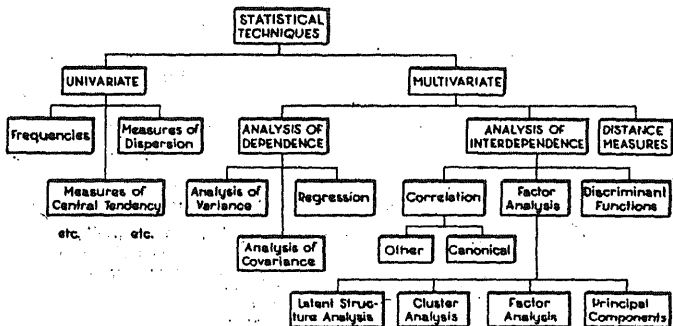 STATISTICAL
TECHNIQUES
UNIVARIATE
MULTIVARIATE
Frequencies
Measures of
Dispersion
ANALYSIS OF
DEPENDENCE
ANALYSIS OF
INTERDEPENDENCE
DISTANCE
MEASURES
Measures of
Central Tendency
Analysis of
Variance
Regression
Correlation
Factor
Analysis
Discriminant
Functions
etc. etc.
Analysis of
Covariance
Other
Canonical
Latent Struc-
ture Analysis
Cluster
Analysis
Factor
Analysis
Principal
Components